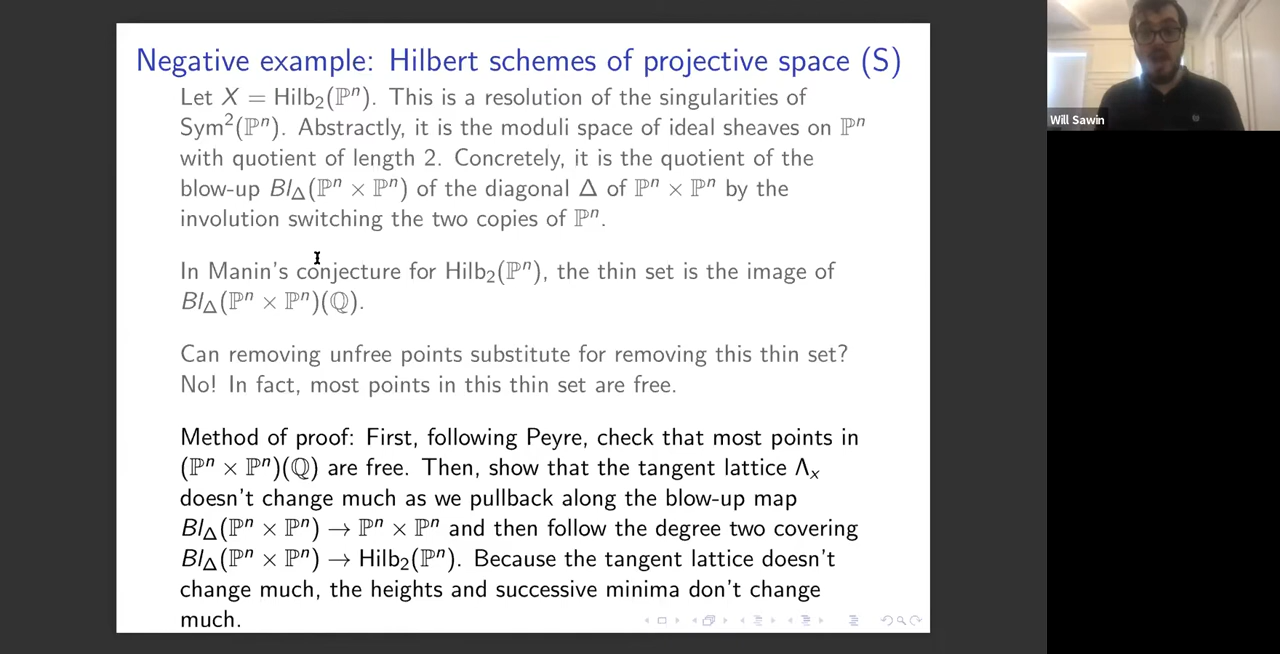 Negative example: Hilbert schemes of projective space (S)
Let X = Hilb₂(ℙⁿ). This is a resolution of the singularities of
Sym²(ℙⁿ). Abstractly, it is the moduli space of ideal sheaves on ℙⁿ
with quotient of length 2. Concretely, it is the quotient of the
blow-up Bl_Δ(ℙⁿ × ℙⁿ) of the diagonal Δ of ℙⁿ × ℙⁿ by the
involution switching the two copies of ℙⁿ.
In Manin's conjecture for Hilb₂(ℙⁿ), the thin set is the image of
Bl_Δ(ℙⁿ × ℙⁿ)(ℚ).
Can removing unfree points substitute for removing this thin set?
No! In fact, most points in this thin set are free.
Method of proof: First, following Peyre, check that most points in
(ℙⁿ × ℙⁿ)(ℚ) are free. Then, show that the tangent lattice Λₓ
doesn't change much as we pullback along the blow-up map
Bl_Δ(ℙⁿ × ℙⁿ) → ℙⁿ × ℙⁿ and then follow the degree two covering
Bl_Δ(ℙⁿ × ℙⁿ) → Hilb₂(ℙⁿ). Because the tangent lattice doesn't
change much, the heights and successive minima don't change
much.
Will Sawin